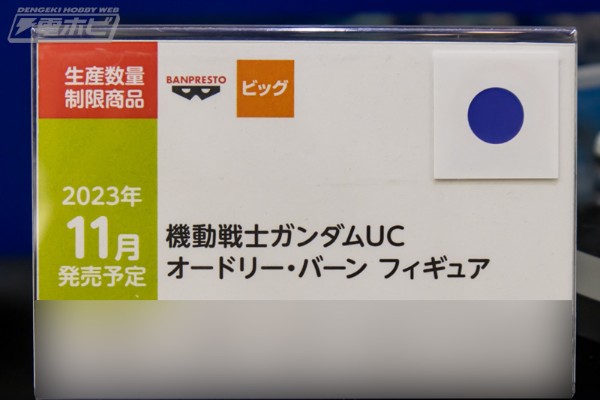 DENGEKI HOBBY WEB
電ホビ
生産数量
制限商品
BANPRESTO
ビッグ
2023年
11月
発売予定
機動戦士ガンダムUC
オードリー・バーン フィギュア